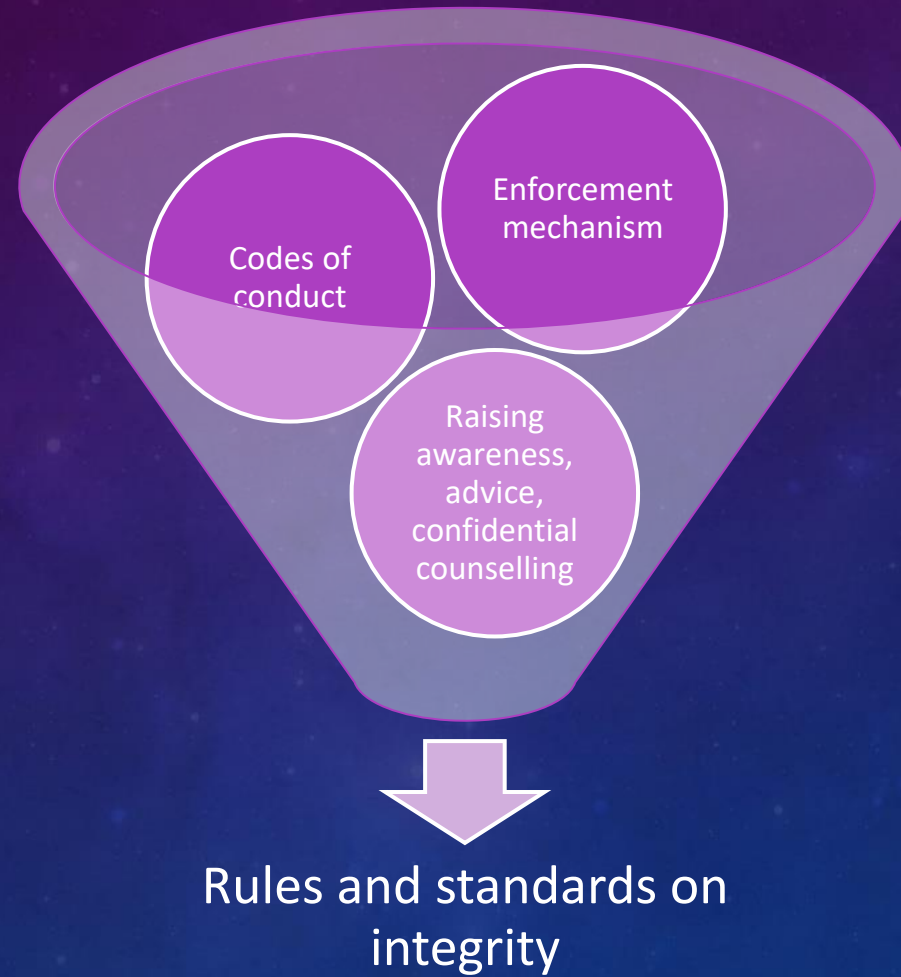 Enforcement
mechanism
Codes of
conduct
Raising
awareness,
advice,
confidential
counselling
Rules and standards on
integrity